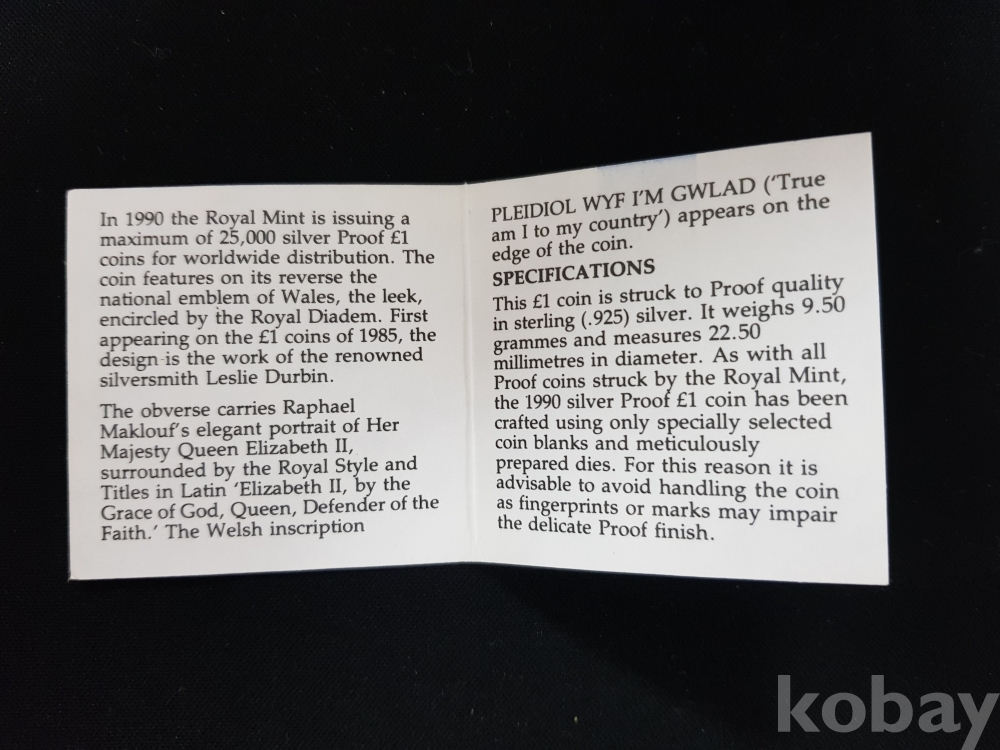 In 1990 the Royal Mint is issuing a
maximum of 25,000 silver Proof £1
coins for worldwide distribution. The
coin features on its reverse the
national emblem of Wales, the leek,
encircled by the Royal Diadem. First
appearing on the £1 coins of 1985, the
design is the work of the renowned
silversmith Leslie Durbin.
The obverse carries Raphael
Maklouf's elegant portrait of Her
Majesty Queen Elizabeth II,
surrounded by the Royal Style and
Titles in Latin 'Elizabeth II, by the
Grace of God, Queen, Defender of the
Faith.' The Welsh inscription
PLEIDIOL WYF I'M GWLAD ('True
am I to my country') appears on the
edge of the coin.
SPECIFICATIONS
This £1 coin is struck to Proof quality
in sterling (.925) silver. It weighs 9.50
grammes and measures 22.50
millimetres in diameter. As with all
Proof coins struck by the Royal Mint,
the 1990 silver Proof £1 coin has been
crafted using only specially selected
coin blanks and meticulously
prepared dies. For this reason it is
advisable to avoid handling the coin
as fingerprints or marks may impair
the delicate Proof finish.
kobay